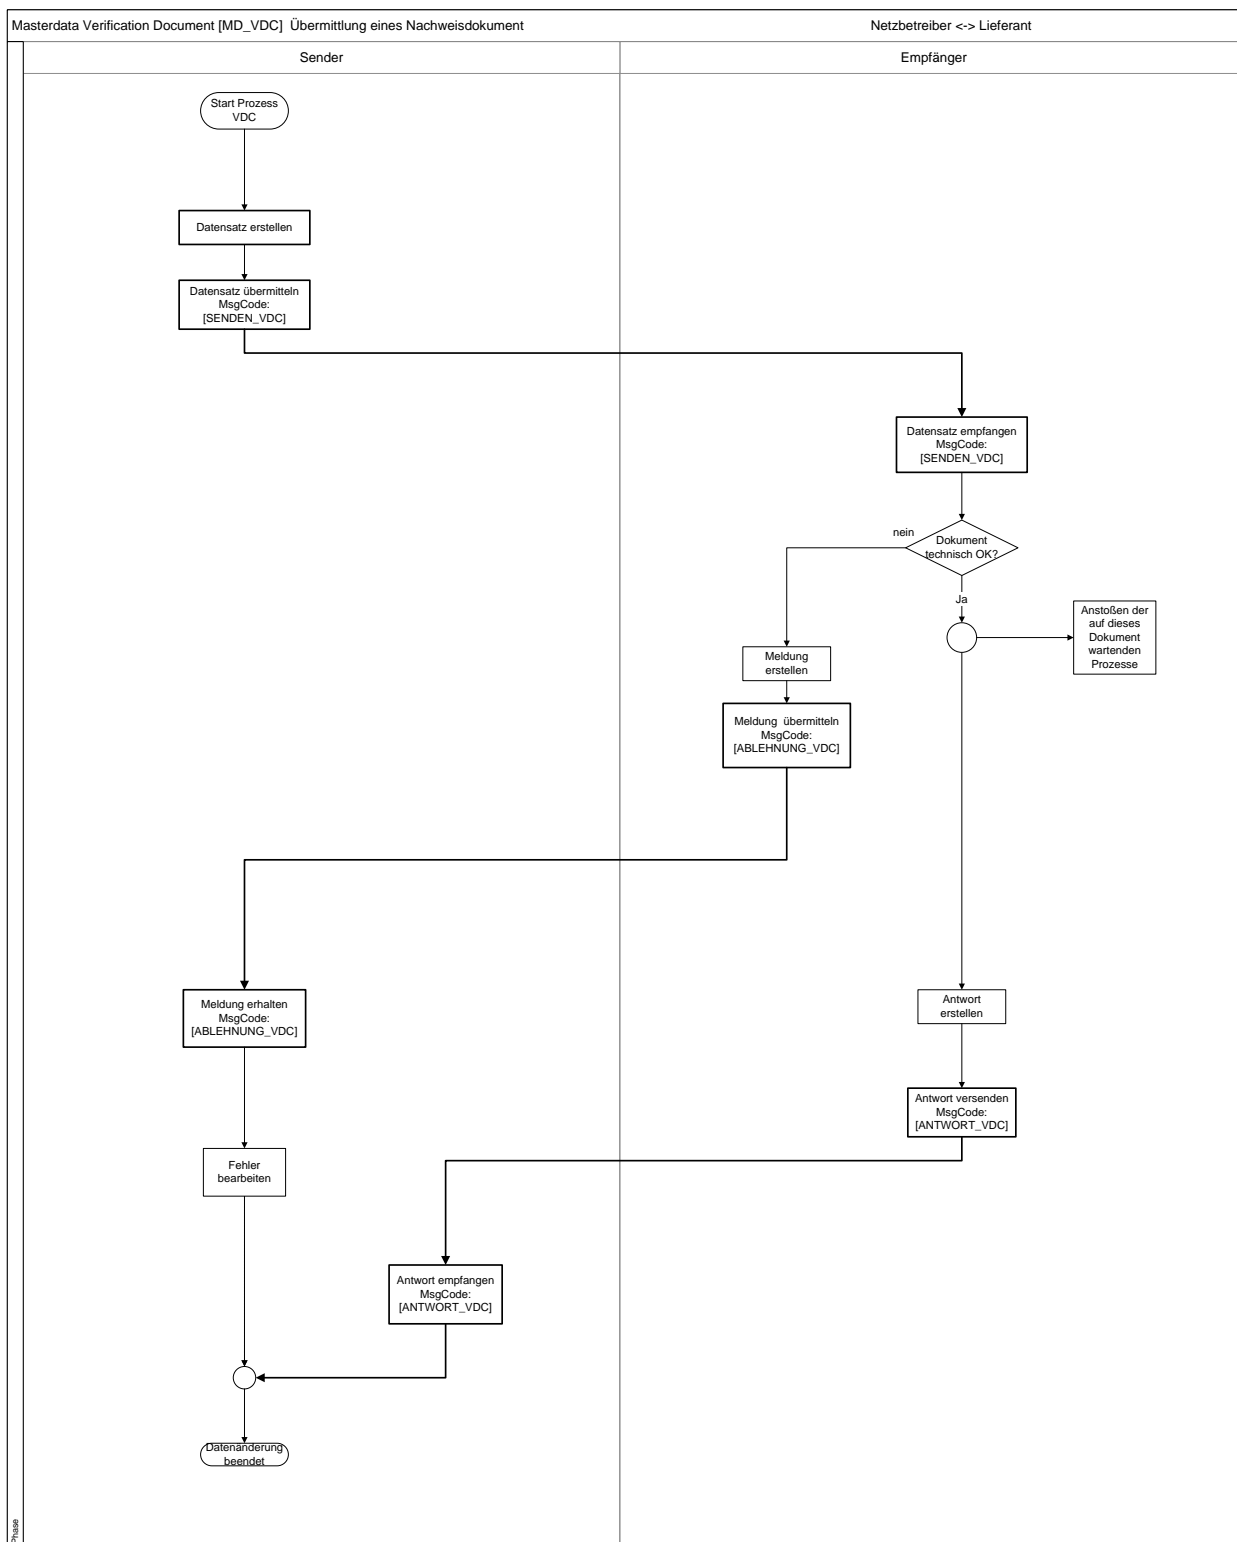 Masterdata Verification Document [MD_VDC]  Übermittlung eines Nachweisdokument
Netzbetreiber <-> Lieferant
Sender
Empfänger
Start Prozess
VDC
Datensatz erstellen
Datensatz übermitteln
MsgCode:
[SENDEN_VDC]
Datensatz empfangen
MsgCode:
[SENDEN_VDC]
nein
Dokument
technisch OK?
Ja
Anstoßen der
auf dieses
Dokument
wartenden
Prozesse
Meldung
erstellen
Meldung  übermitteln
MsgCode:
[ABLEHNUNG_VDC]
Meldung erhalten
MsgCode:
[ABLEHNUNG_VDC]
Antwort
erstellen
Antwort versenden
MsgCode:
[ANTWORT_VDC]
Fehler
bearbeiten
Antwort empfangen
MsgCode:
[ANTWORT_VDC]
Datenänderung
beendet
Phase